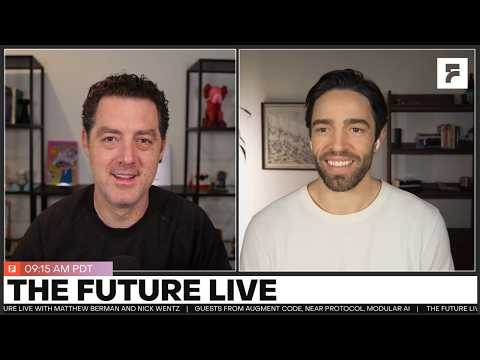 09:15 AM PDT
THE FUTURE LIVE
URE LIVE WITH MATTHEW BERMAN AND NICK WENTZ | GUESTS FROM AUGMENT CODE, NEAR PROTOCOL, MODULAR AI | THE FUTURE LIV